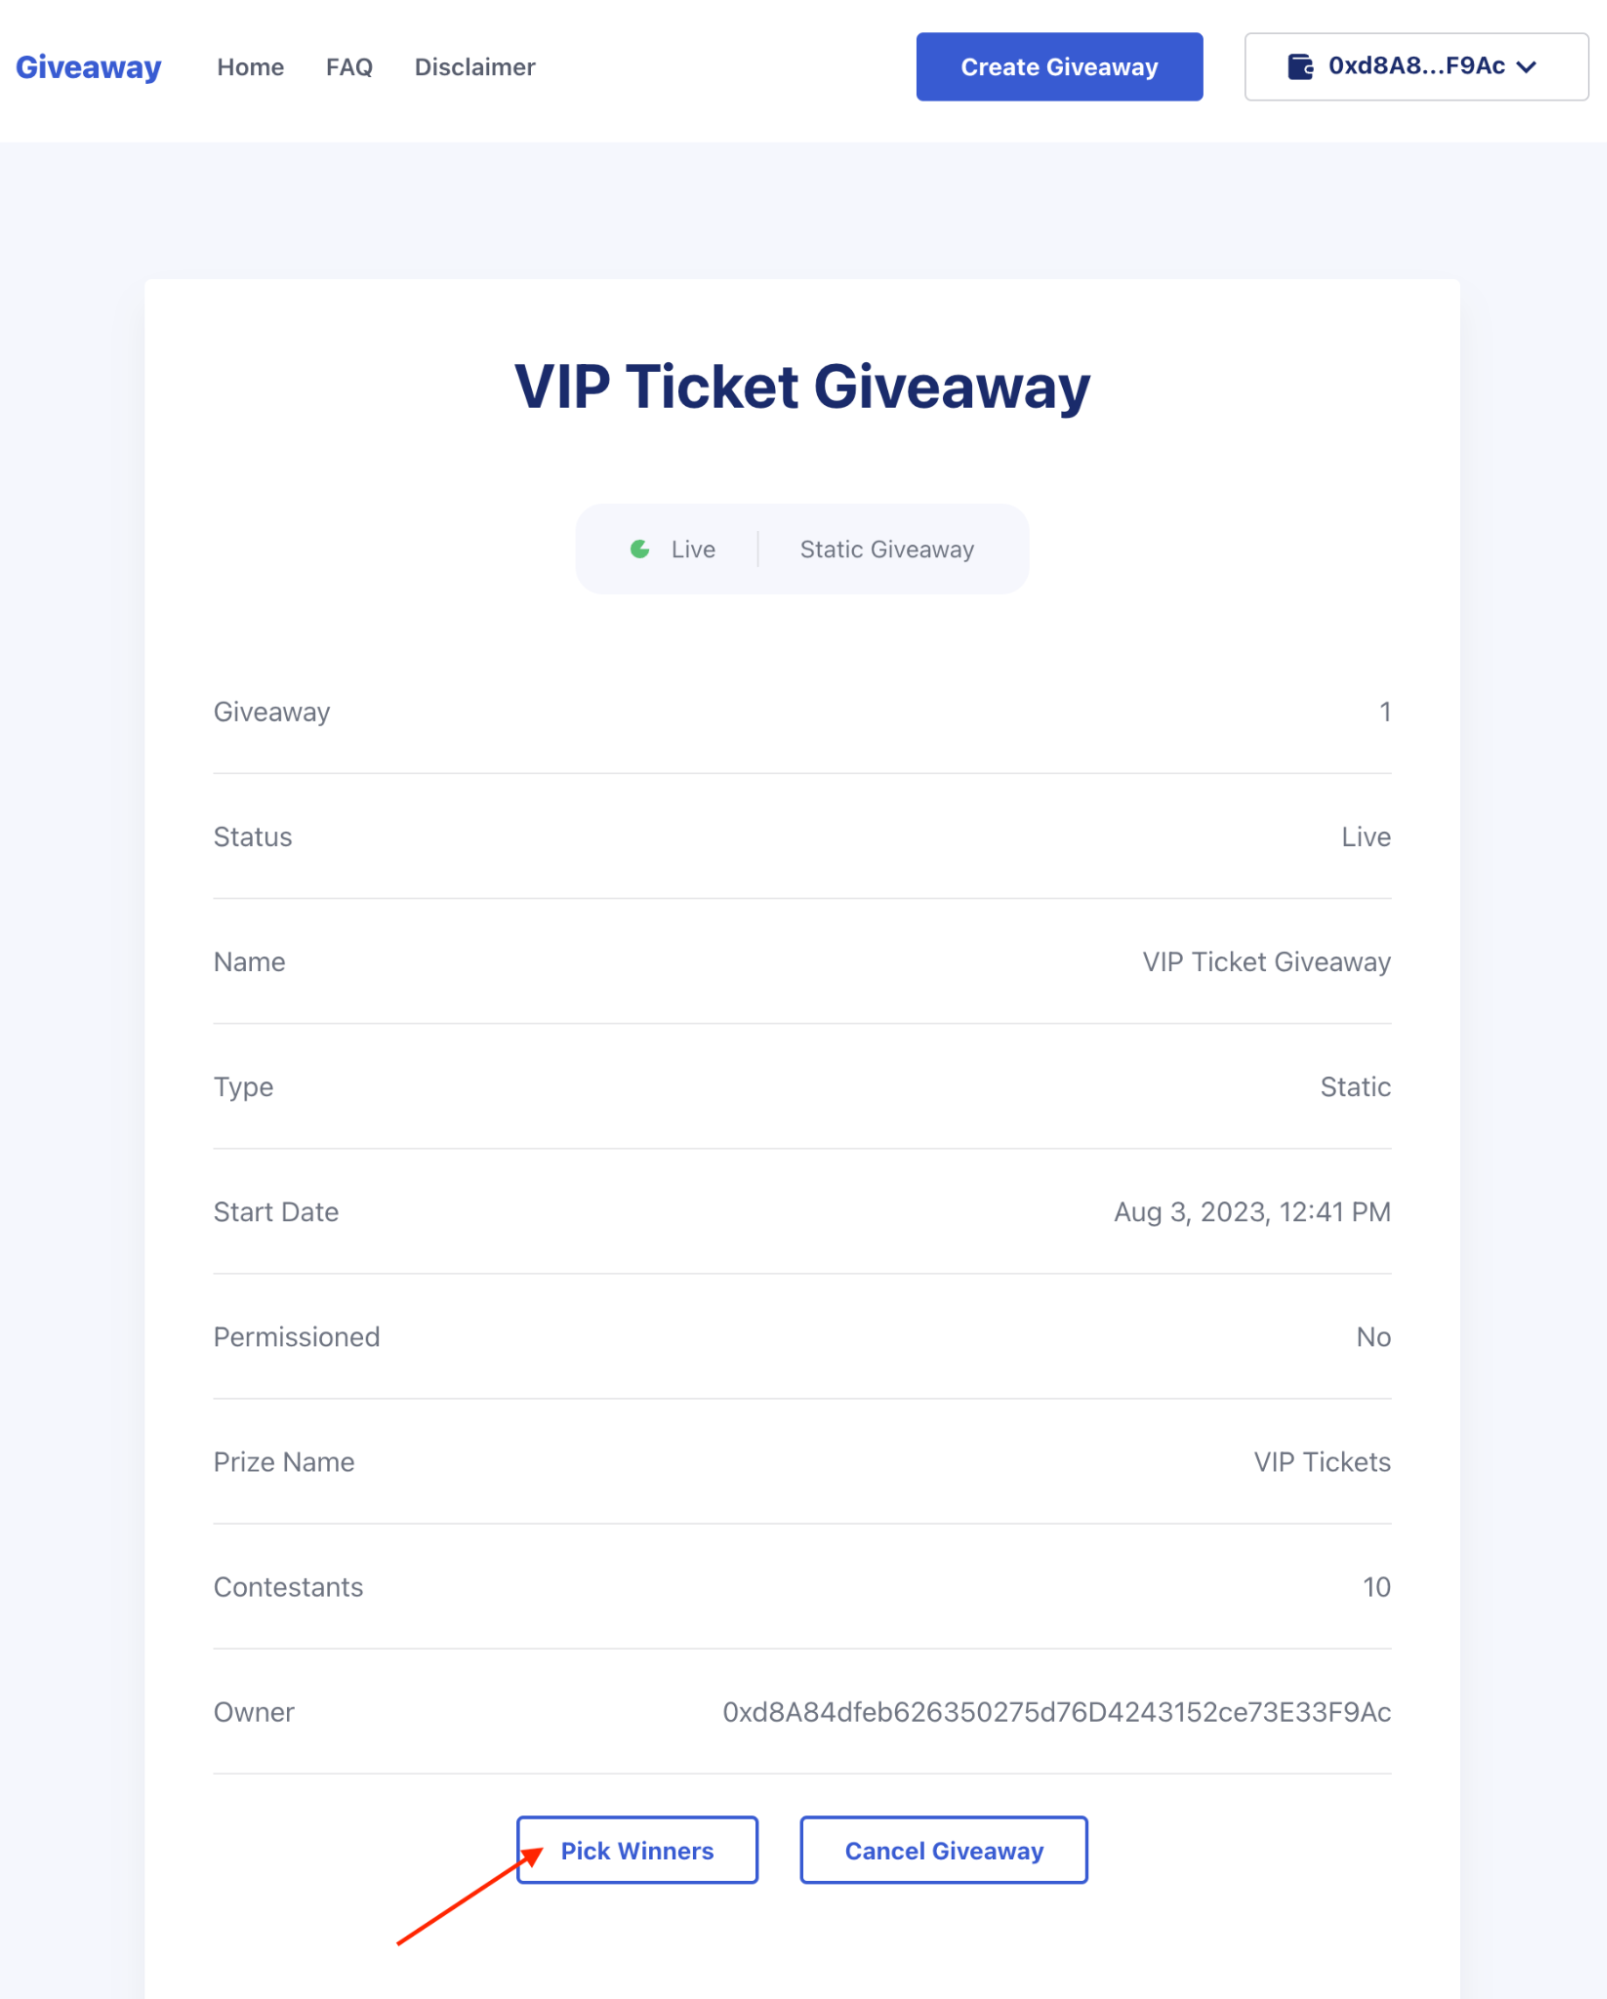 Giveaway Home FAQ Disclaimer Create Giveaway 0xd8A8...F9Ac
VIP Ticket Giveaway
Live Static Giveaway
Giveaway 1
Status Live
Name VIP Ticket Giveaway
Type Static
Start Date Aug 3, 2023, 12:41 PM
Permissioned No
Prize Name VIP Tickets
Contestants 10
Owner 0xd8A84dfeb626350275d76D4243152ce73E33F9Ac
Pick Winners Cancel Giveaway